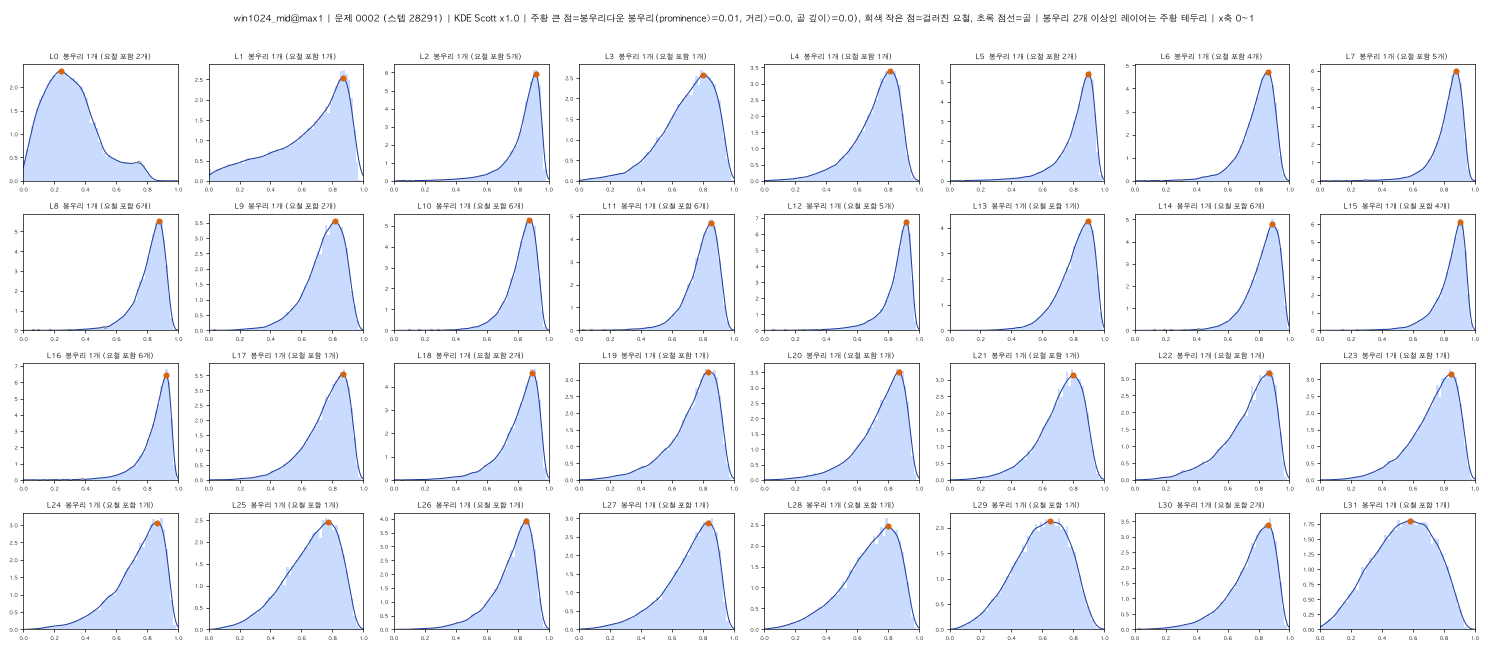 win1024_mid@max1 | 문제 0002 (스텝 28291) | KDE Scott x1.0 | 주황 큰 점=봉우리다운 봉우리(prominence>=0.01, 거리>=0.0, 골 깊이>=0.0), 회색 작은 점=걸러진 요철, 초록 점선=골 | 봉우리 2개 이상인 레이어는 주황 테두리 | x축 0~1
L0 봉우리 1개 (요철 포함 2개)
L1 봉우리 1개 (요철 포함 1개)
L2 봉우리 1개 (요철 포함 5개)
L3 봉우리 1개 (요철 포함 1개)
L4 봉우리 1개 (요철 포함 1개)
L5 봉우리 1개 (요철 포함 2개)
L6 봉우리 1개 (요철 포함 4개)
L7 봉우리 1개 (요철 포함 5개)
L8 봉우리 1개 (요철 포함 6개)
L9 봉우리 1개 (요철 포함 2개)
L10 봉우리 1개 (요철 포함 6개)
L11 봉우리 1개 (요철 포함 6개)
L12 봉우리 1개 (요철 포함 5개)
L13 봉우리 1개 (요철 포함 1개)
L14 봉우리 1개 (요철 포함 6개)
L15 봉우리 1개 (요철 포함 4개)
L16 봉우리 1개 (요철 포함 6개)
L17 봉우리 1개 (요철 포함 1개)
L18 봉우리 1개 (요철 포함 2개)
L19 봉우리 1개 (요철 포함 1개)
L20 봉우리 1개 (요철 포함 1개)
L21 봉우리 1개 (요철 포함 1개)
L22 봉우리 1개 (요철 포함 1개)
L23 봉우리 1개 (요철 포함 1개)
L24 봉우리 1개 (요철 포함 1개)
L25 봉우리 1개 (요철 포함 1개)
L26 봉우리 1개 (요철 포함 1개)
L27 봉우리 1개 (요철 포함 1개)
L28 봉우리 1개 (요철 포함 1개)
L29 봉우리 1개 (요철 포함 1개)
L30 봉우리 1개 (요철 포함 2개)
L31 봉우리 1개 (요철 포함 1개)